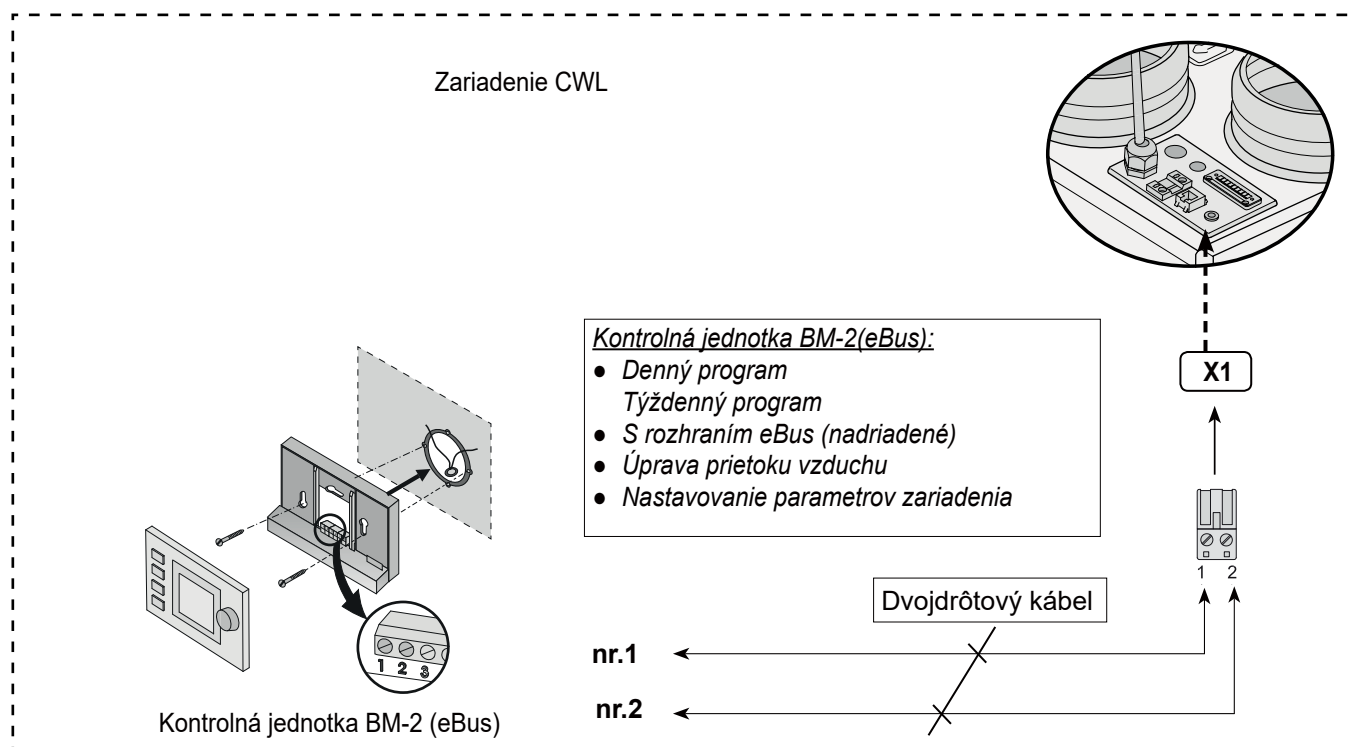 Zariadenie CWL
Kontrolná jednotka BM-2(eBus):
● Denný program
Týždenný program
● S rozhraním eBus (nadriadené)
● Úprava prietoku vzduchu
● Nastavovanie parametrov zariadenia
X1
1 2
Dvojdrôtový kábel
nr.1
nr.2
1 2 3
Kontrolná jednotka BM-2 (eBus)